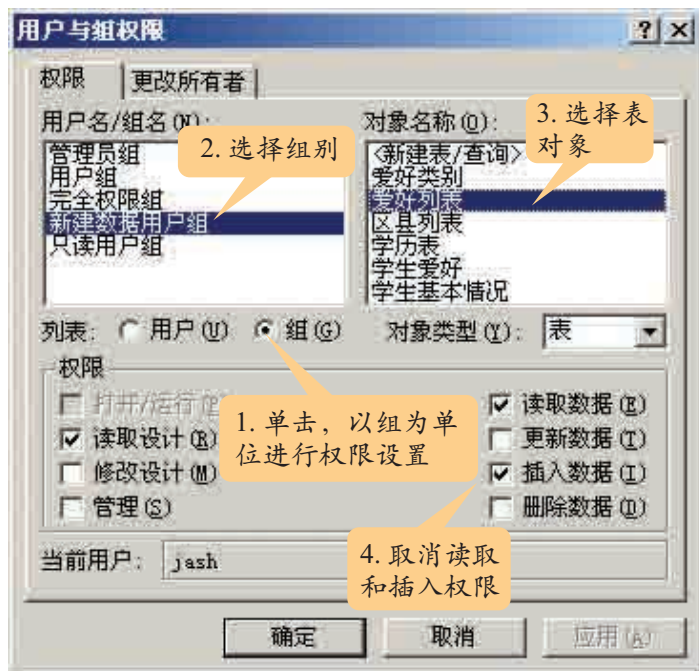 用户与组权限
权限 更改所有者
用户名/组名(N): 对象名称(O):
管理员组
用户组
完全权限组
新建数据用户组
只读用户组
2. 选择组别
<新建表/查询>
爱好类别
爱好列表
区县列表
学历表
学生爱好
学生基本情况
3. 选择表
对象
列表: 用户(U) 组(G) 对象类型(Y): 表
权限
打开/运行(P)
读取设计(R)
修改设计(M)
管理(S)
1. 单击，以组为单
位进行权限设置
读取数据(E)
更新数据(T)
插入数据(I)
删除数据(D)
4. 取消读取
和插入权限
当前用户: jash
确定 取消 应用(A)